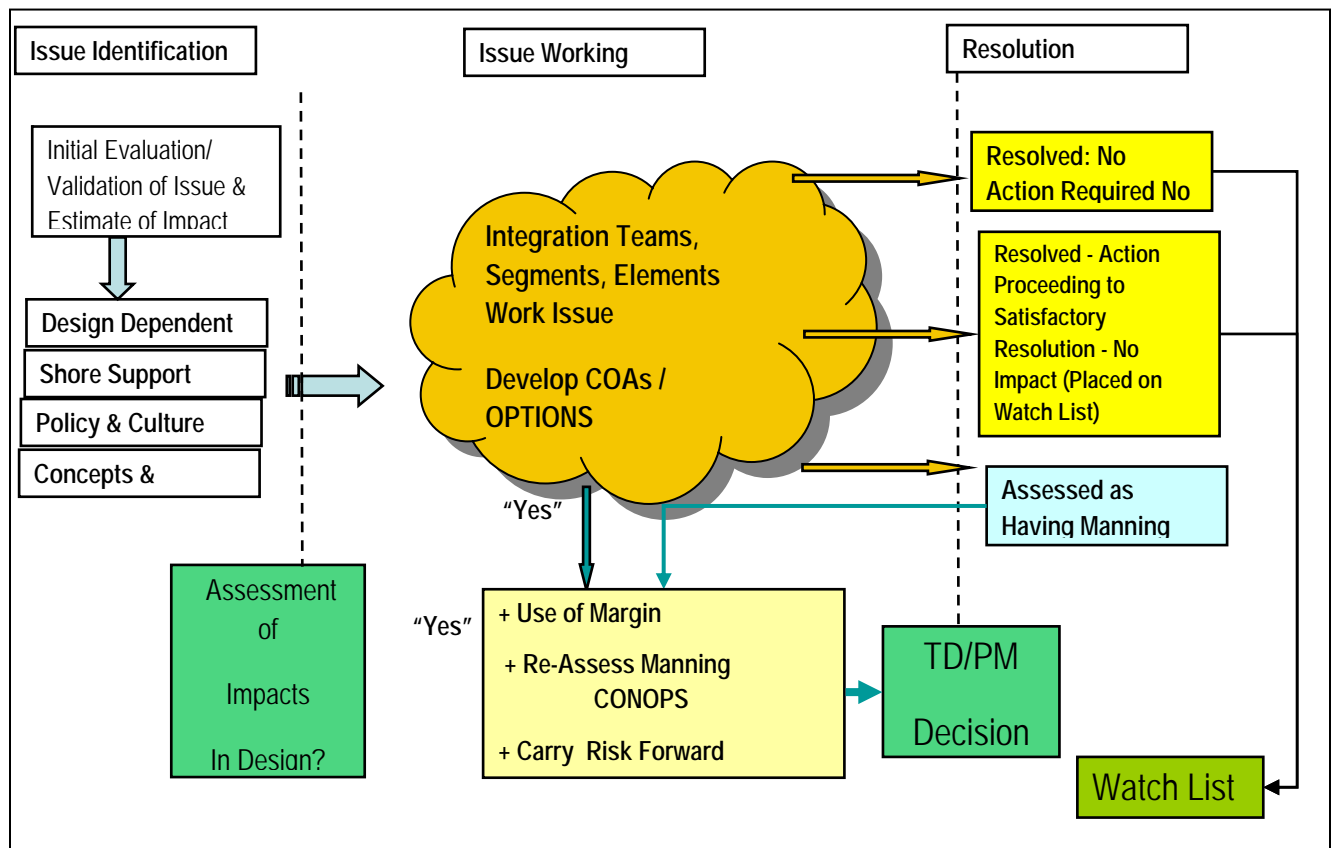 Issue Identification
Issue Working
Resolution
Initial Evaluation/
Validation of Issue &
Estimate of Impact
Design Dependent
Shore Support
Policy & Culture
Concepts &
Integration Teams,
Segments, Elements
Work Issue
Develop COAs /
OPTIONS
Resolved: No
Action Required No
Resolved - Action
Proceeding to
Satisfactory
Resolution - No
Impact (Placed on
Watch List)
Assessed as
Having Manning
"Yes"
Assessment
of
Impacts
In Design?
"Yes"
+ Use of Margin
+ Re-Assess Manning
CONOPS
+ Carry Risk Forward
TD/PM
Decision
Watch List